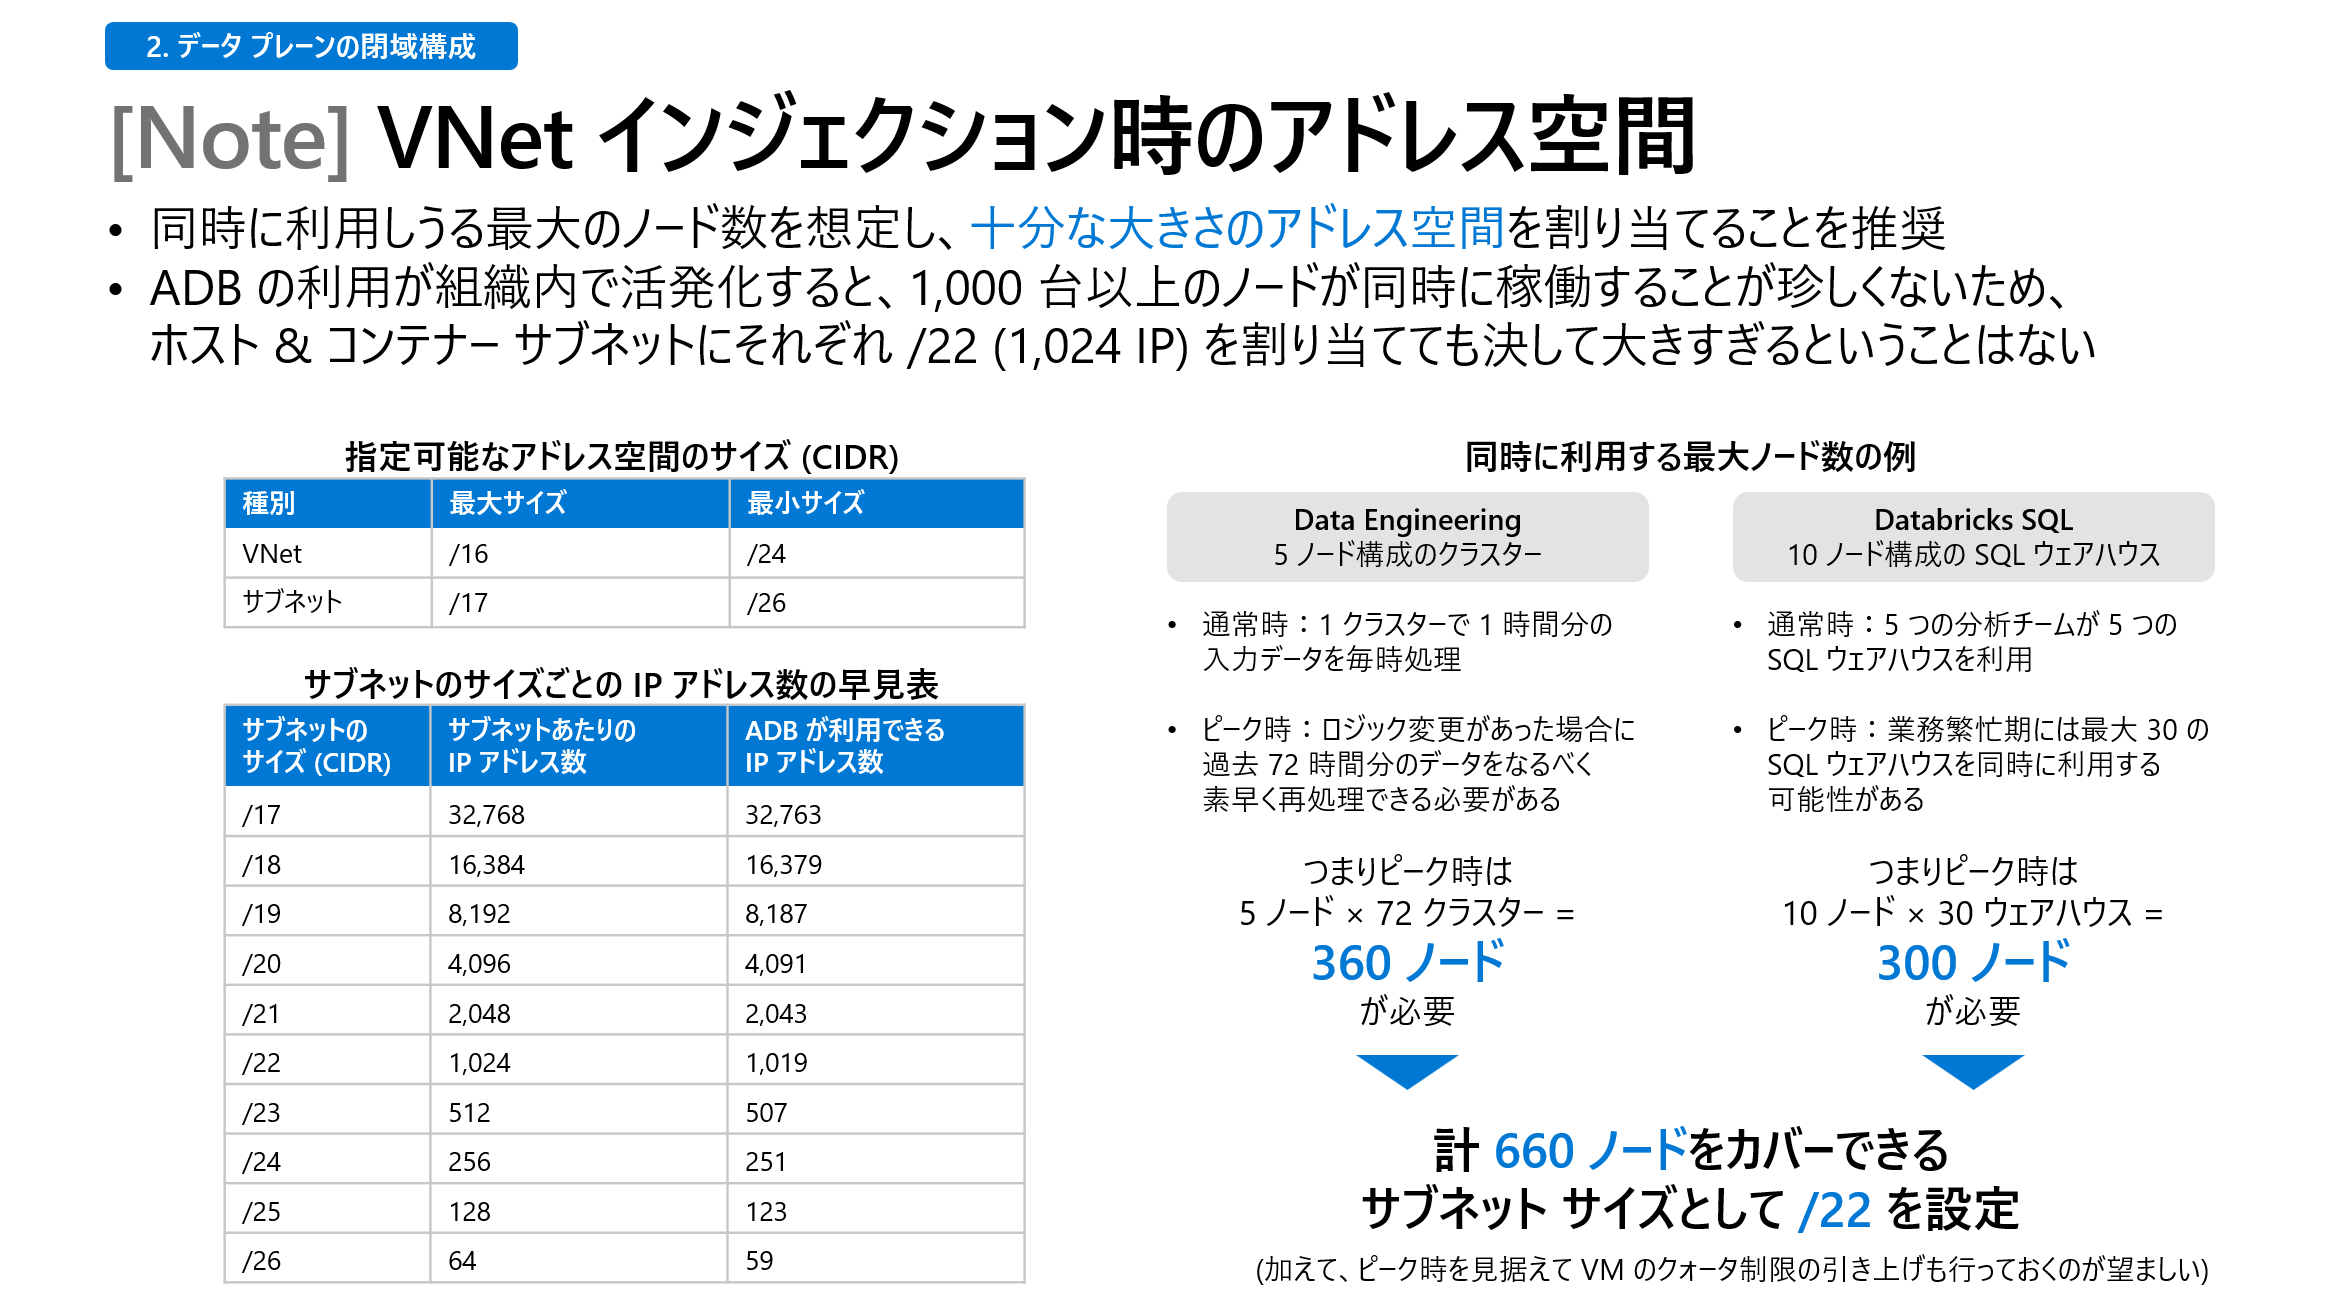 2. データ プレーンの閉域構成
[Note] VNet インジェクション時のアドレス空間
• 同時に利用しうる最大のノード数を想定し、十分な大きさのアドレス空間を割り当てることを推奨
• ADB の利用が組織内で活発化すると、1,000 台以上のノードが同時に稼働することが珍しくないため、
ホスト & コンテナー サブネットにそれぞれ /22 (1,024 IP) を割り当てても決して大きすぎるということはない
指定可能なアドレス空間のサイズ (CIDR)
種別 最大サイズ 最小サイズ
VNet /16 /24
サブネット /17 /26
サブネットのサイズごとの IP アドレス数の早見表
サブネットの サブネットあたりの ADB が利用できる
サイズ (CIDR) IP アドレス数 IP アドレス数
/17 32,768 32,763
/18 16,384 16,379
/19 8,192 8,187
/20 4,096 4,091
/21 2,048 2,043
/22 1,024 1,019
/23 512 507
/24 256 251
/25 128 123
/26 64 59
同時に利用する最大ノード数の例
Data Engineering
5 ノード構成のクラスター
• 通常時：1 クラスターで 1 時間分の
入力データを毎時処理
• ピーク時：ロジック変更があった場合に
過去 72 時間分のデータをなるべく
素早く再処理できる必要がある
つまりピーク時は
5 ノード × 72 クラスター =
360 ノード
が必要
Databricks SQL
10 ノード構成の SQL ウェアハウス
• 通常時：5 つの分析チームが 5 つの
SQL ウェアハウスを利用
• ピーク時：業務繁忙期には最大 30 の
SQL ウェアハウスを同時に利用する
可能性がある
つまりピーク時は
10 ノード × 30 ウェアハウス =
300 ノード
が必要
計 660 ノードをカバーできる
サブネット サイズとして /22 を設定
(加えて、ピーク時を見据えて VM のクォータ制限の引き上げも行っておくのが望ましい)